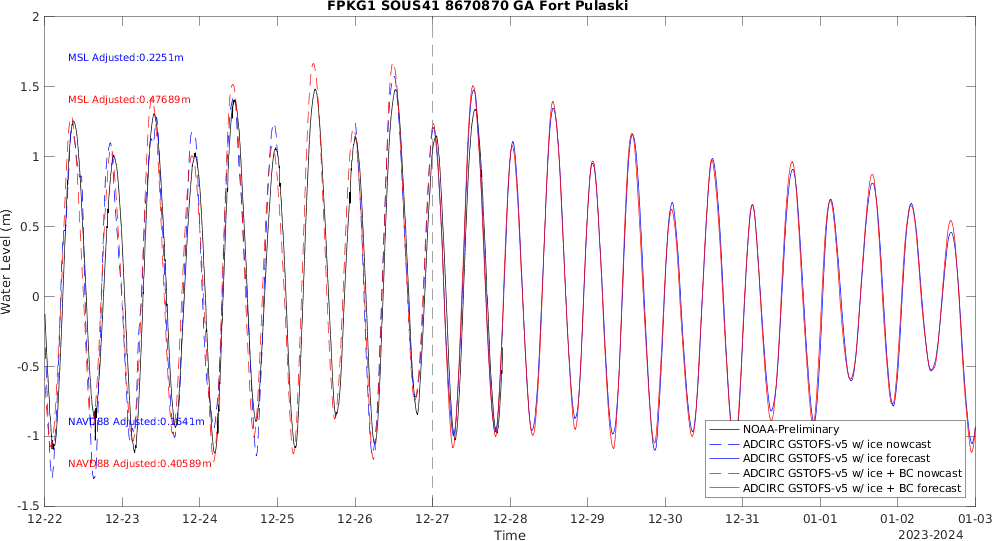 FPKG1 SOUS41 8670870 GA Fort Pulaski
2
1.5
1
0.5
0
-0.5
-1
-1.5
Water Level (m)
MSL Adjusted:0.2251m
MSL Adjusted:0.47689m
NAVD88 Adjusted:0.1541m
NAVD88 Adjusted:0.40589m
NOAA-Preliminary
ADCIRC GSTOFS-v5 w/ ice nowcast
ADCIRC GSTOFS-v5 w/ ice forecast
ADCIRC GSTOFS-v5 w/ ice + BC nowcast
ADCIRC GSTOFS-v5 w/ ice + BC forecast
12-22 12-23 12-24 12-25 12-26 12-27 12-28 12-29 12-30 12-31 01-01 01-02 01-03
Time
2023-2024